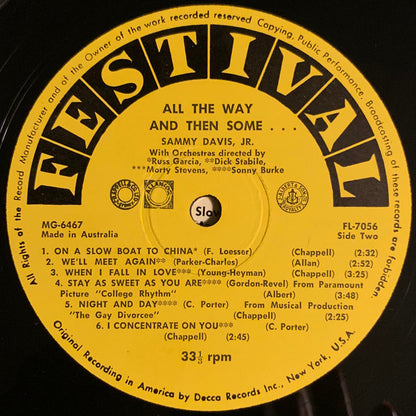 All Rights of the Record Manufacturer and of the Owner of the work recorded reserved Copying, Public Performance, Broadcasting of these Records forbidden.
FESTIVAL
ALL THE WAY
AND THEN SOME . . .
SAMMY DAVIS, JR.
With Orchestras directed by
*Russ Garcia, **Dick Stabile,
***Morty Stevens, ****Sonny Burke
Slow
MG-6467
Made in Australia
FL-7056
Side Two
1. ON A SLOW BOAT TO CHINA* (F. Loesser) (Chappell) (2:32)
2. WE'LL MEET AGAIN** (Parker-Charles) (Allan) (2:52)
3. WHEN I FALL IN LOVE*** (Young-Heyman) (Chappell) (3:25)
4. STAY AS SWEET AS YOU ARE**** (Gordon-Revel) From Paramount
Picture "College Rhythm" (Albert) (3:48)
5. NIGHT AND DAY**** (C. Porter) From Musical Production
"The Gay Divorcee" (Chappell) (2:25)
6. I CONCENTRATE ON YOU*** (C. Porter)
(Chappell) (2:45)
33⅓ rpm
Original Recording in America by Decca Records Inc., New York, U.S.A.